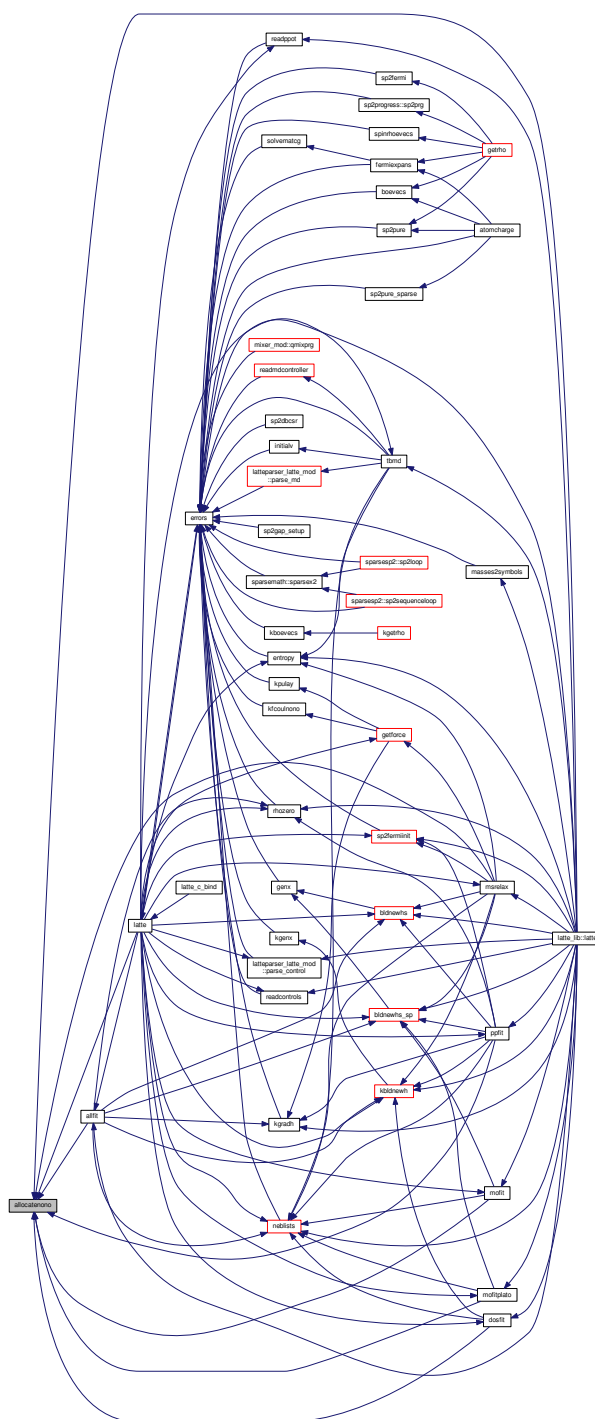 readppot
sp2fermi
sp2progress::sp2prg
spinrhoevecs
solvematcg
getrho
fermiexpans
boevecs
sp2pure
atomcharge
sp2pure_sparse
mixer_mod::qmixprg
readmdcontroller
sp2dbcsr
initialv
tbmd
latteparser_latte_mod
::parse_md
errors
sp2gap_setup
sparsesp2::sp2loop
masses2symbols
sparsemath::sparsex2
sparsesp2::sp2sequenceloop
kboevecs
kgetrho
entropy
kpulay
kfcoulnono
getforce
rhozero
sp2fermiinit
latte_c_bind
genx
msrelax
bldnewhs
latte
kgenx
latte_lib::latte
latteparser_latte_mod
::parse_control
readcontrols
bldnewhs_sp
ppfit
kbldnewh
allfit
kgradh
mofit
allocatenono
neblists
mofitplato
dosfit